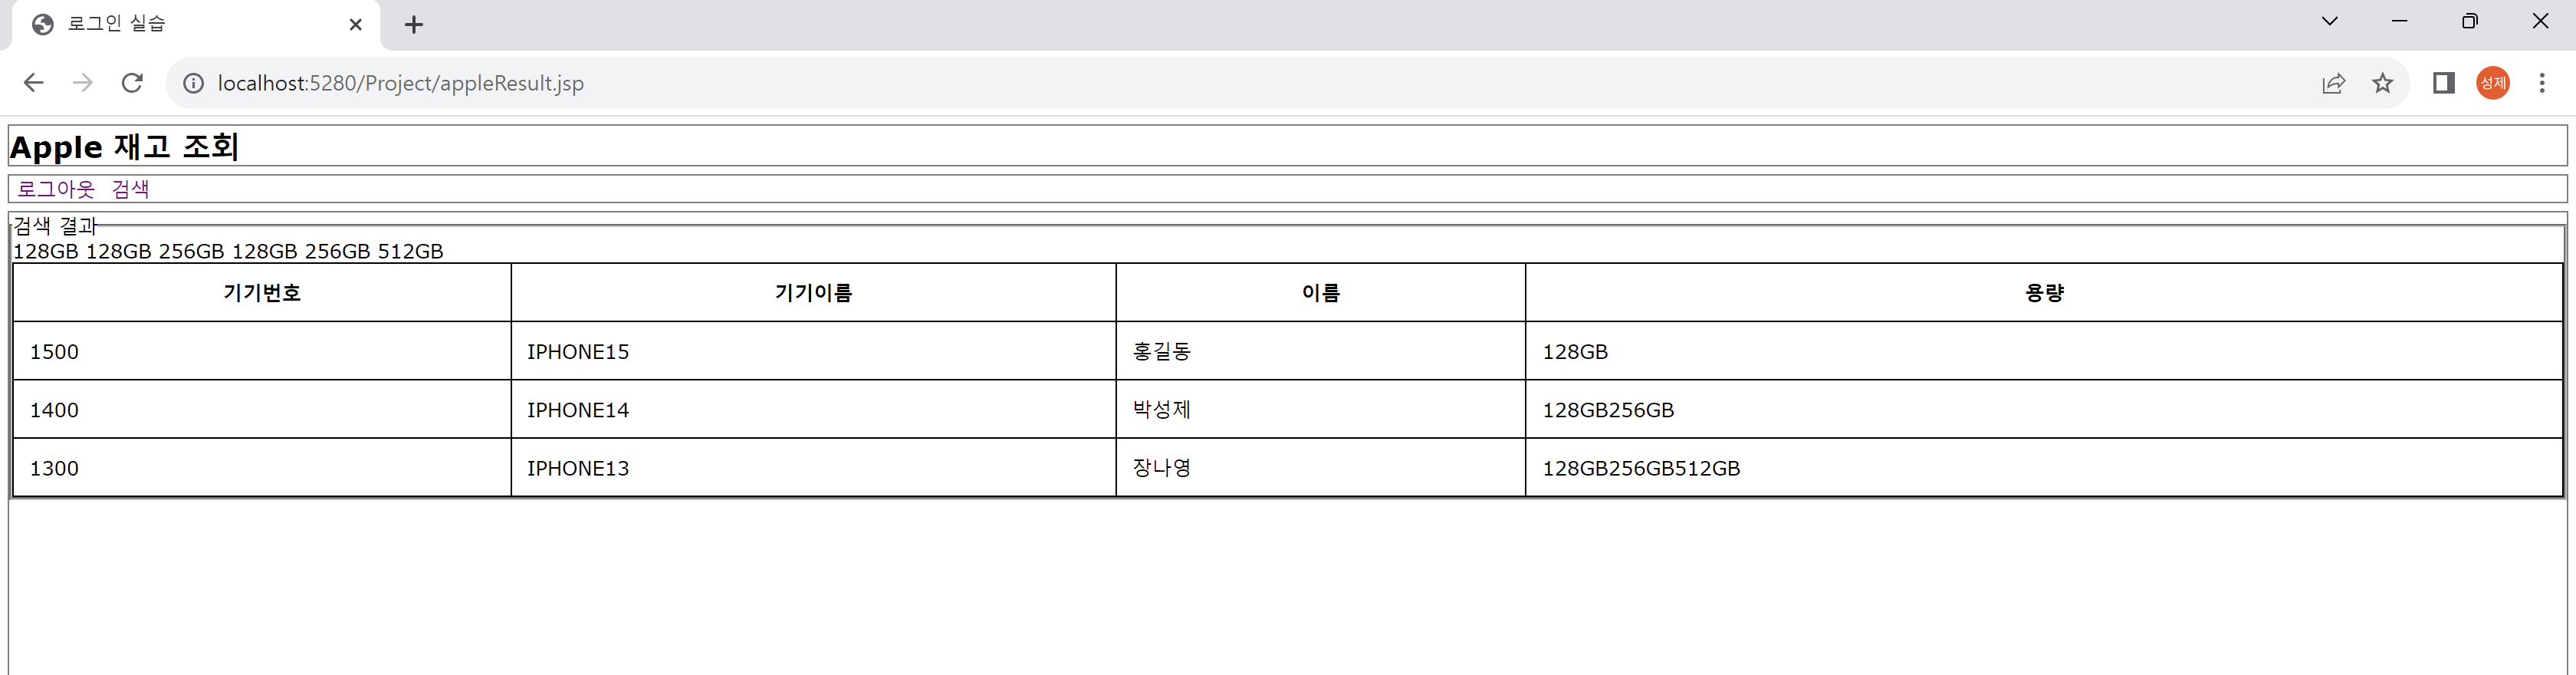 로그인 실습
localhost:5280/Project/appleResult.jsp
성제
Apple 재고 조회
로그아웃 검색
검색 결과
128GB 128GB 256GB 128GB 256GB 512GB
기기번호 기기이름 이름 용량
1500 IPHONE15 홍길동 128GB
1400 IPHONE14 박성제 128GB256GB
1300 IPHONE13 장나영 128GB256GB512GB